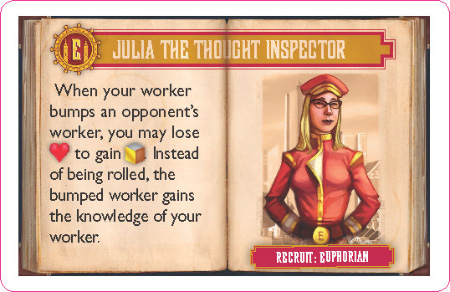 E JULIA THE THOUGHT INSPECTOR
When your worker
bumps an opponent's
worker, you may lose
to gain Instead
of being rolled, the
bumped worker gains
the knowledge of your
worker.
E
RECRUIT: EUPHORIAN